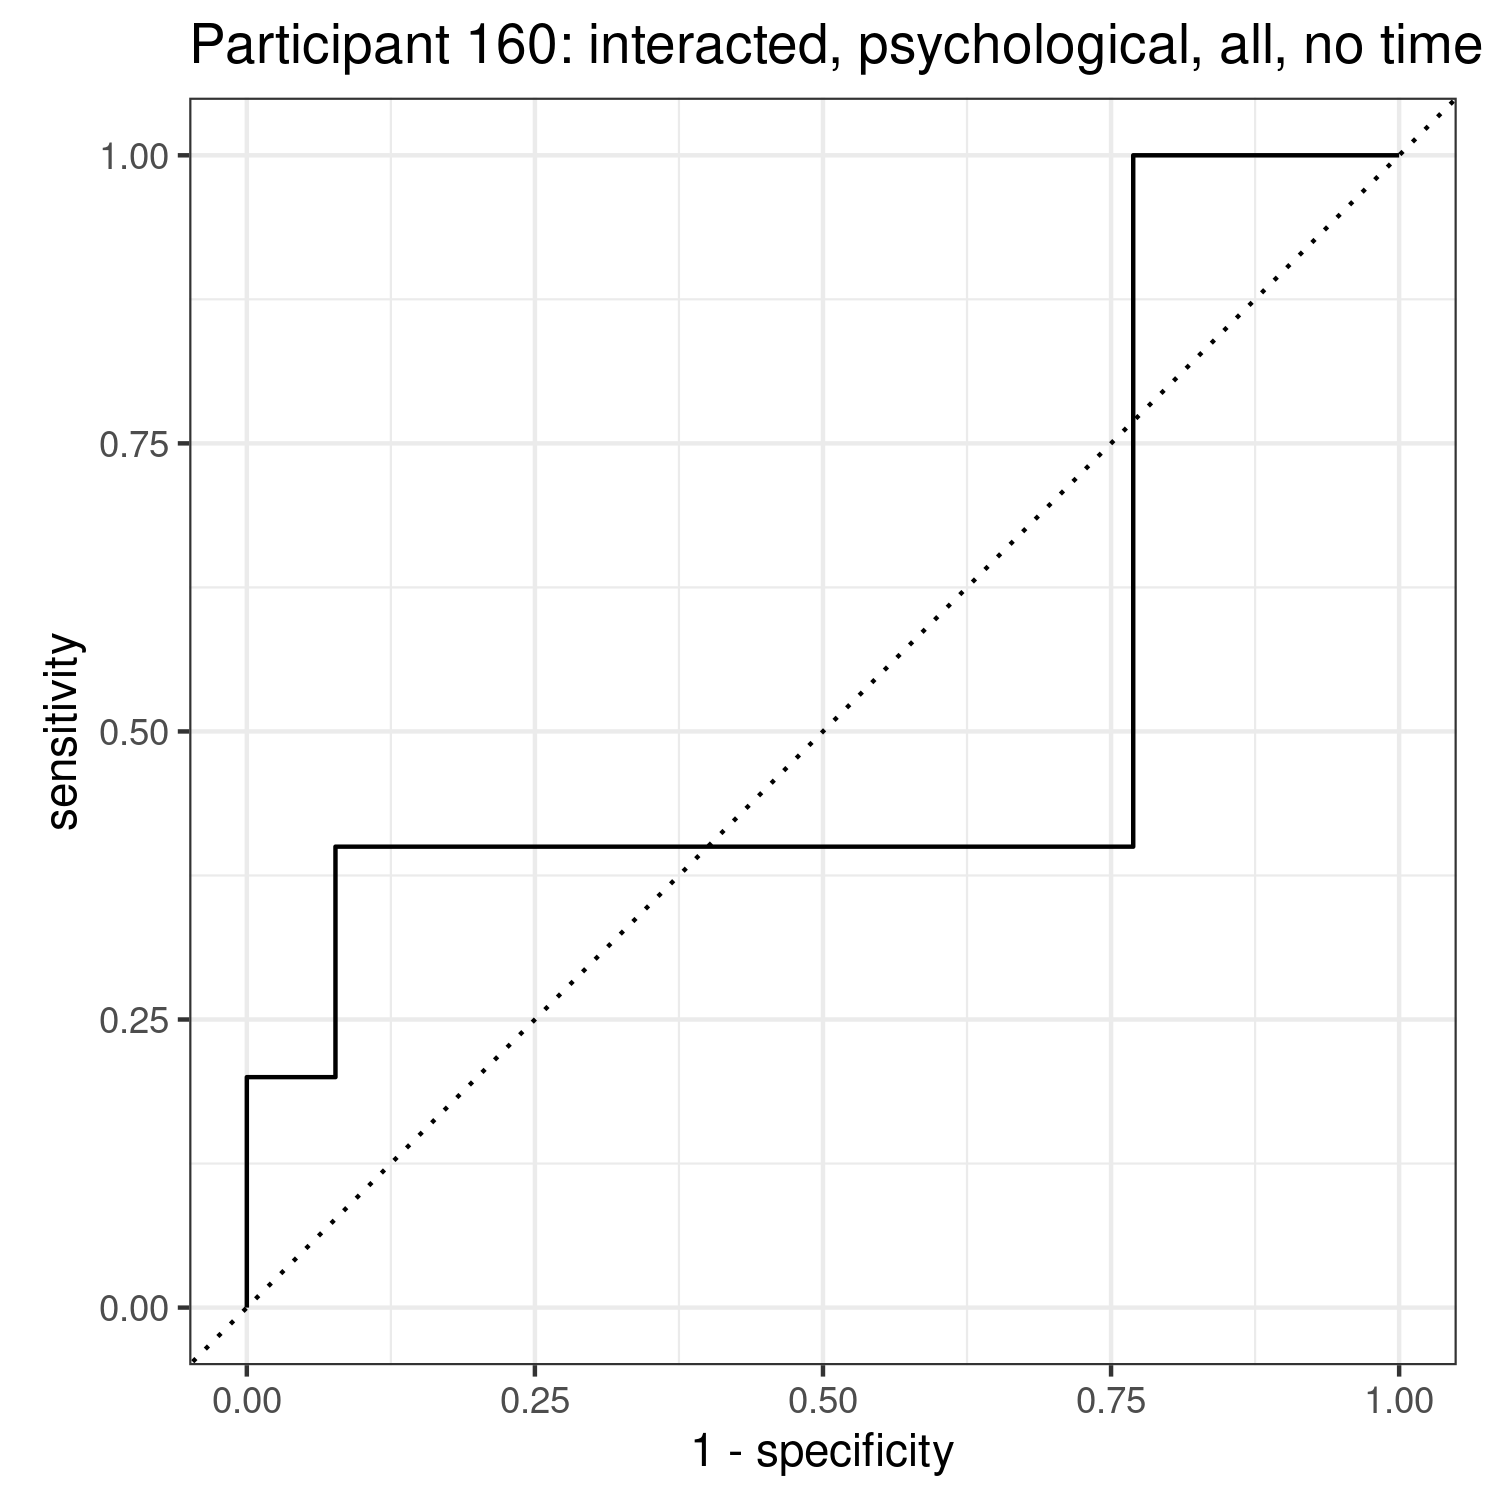 Participant 160: interacted, psychological, all, no time
1.00
0.75
0.50
0.25
0.00
sensitivity
0.00 0.25 0.50 0.75 1.00
1 - specificity